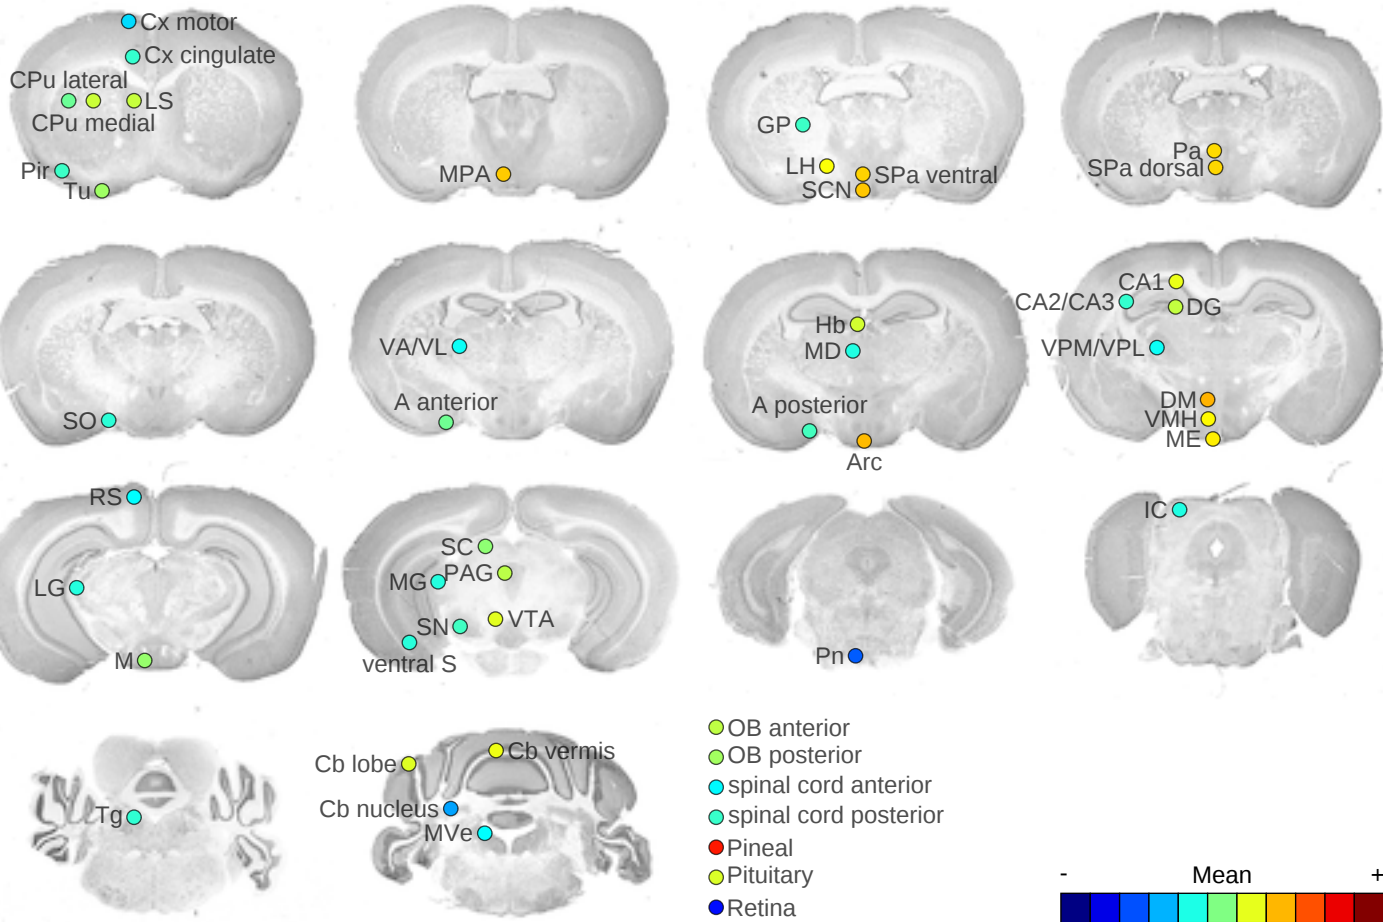 Cx motor
Cx cingulate
CPu lateral
LS
CPu medial
Pir
Tu
MPA
GP
LH
SPa ventral
SCN
Pa
SPa dorsal
SO
VA/VL
A anterior
Hb
MD
A posterior
Arc
CA1
CA2/CA3
DG
VPM/VPL
DM
VMH
ME
RS
LG
M
SC
PAG
MG
VTA
SN
ventral S
Pn
IC
Tg
Cb lobe
Cb vermis
Cb nucleus
MVe
OB anterior
OB posterior
spinal cord anterior
spinal cord posterior
Pineal
Pituitary
Retina
- Mean +